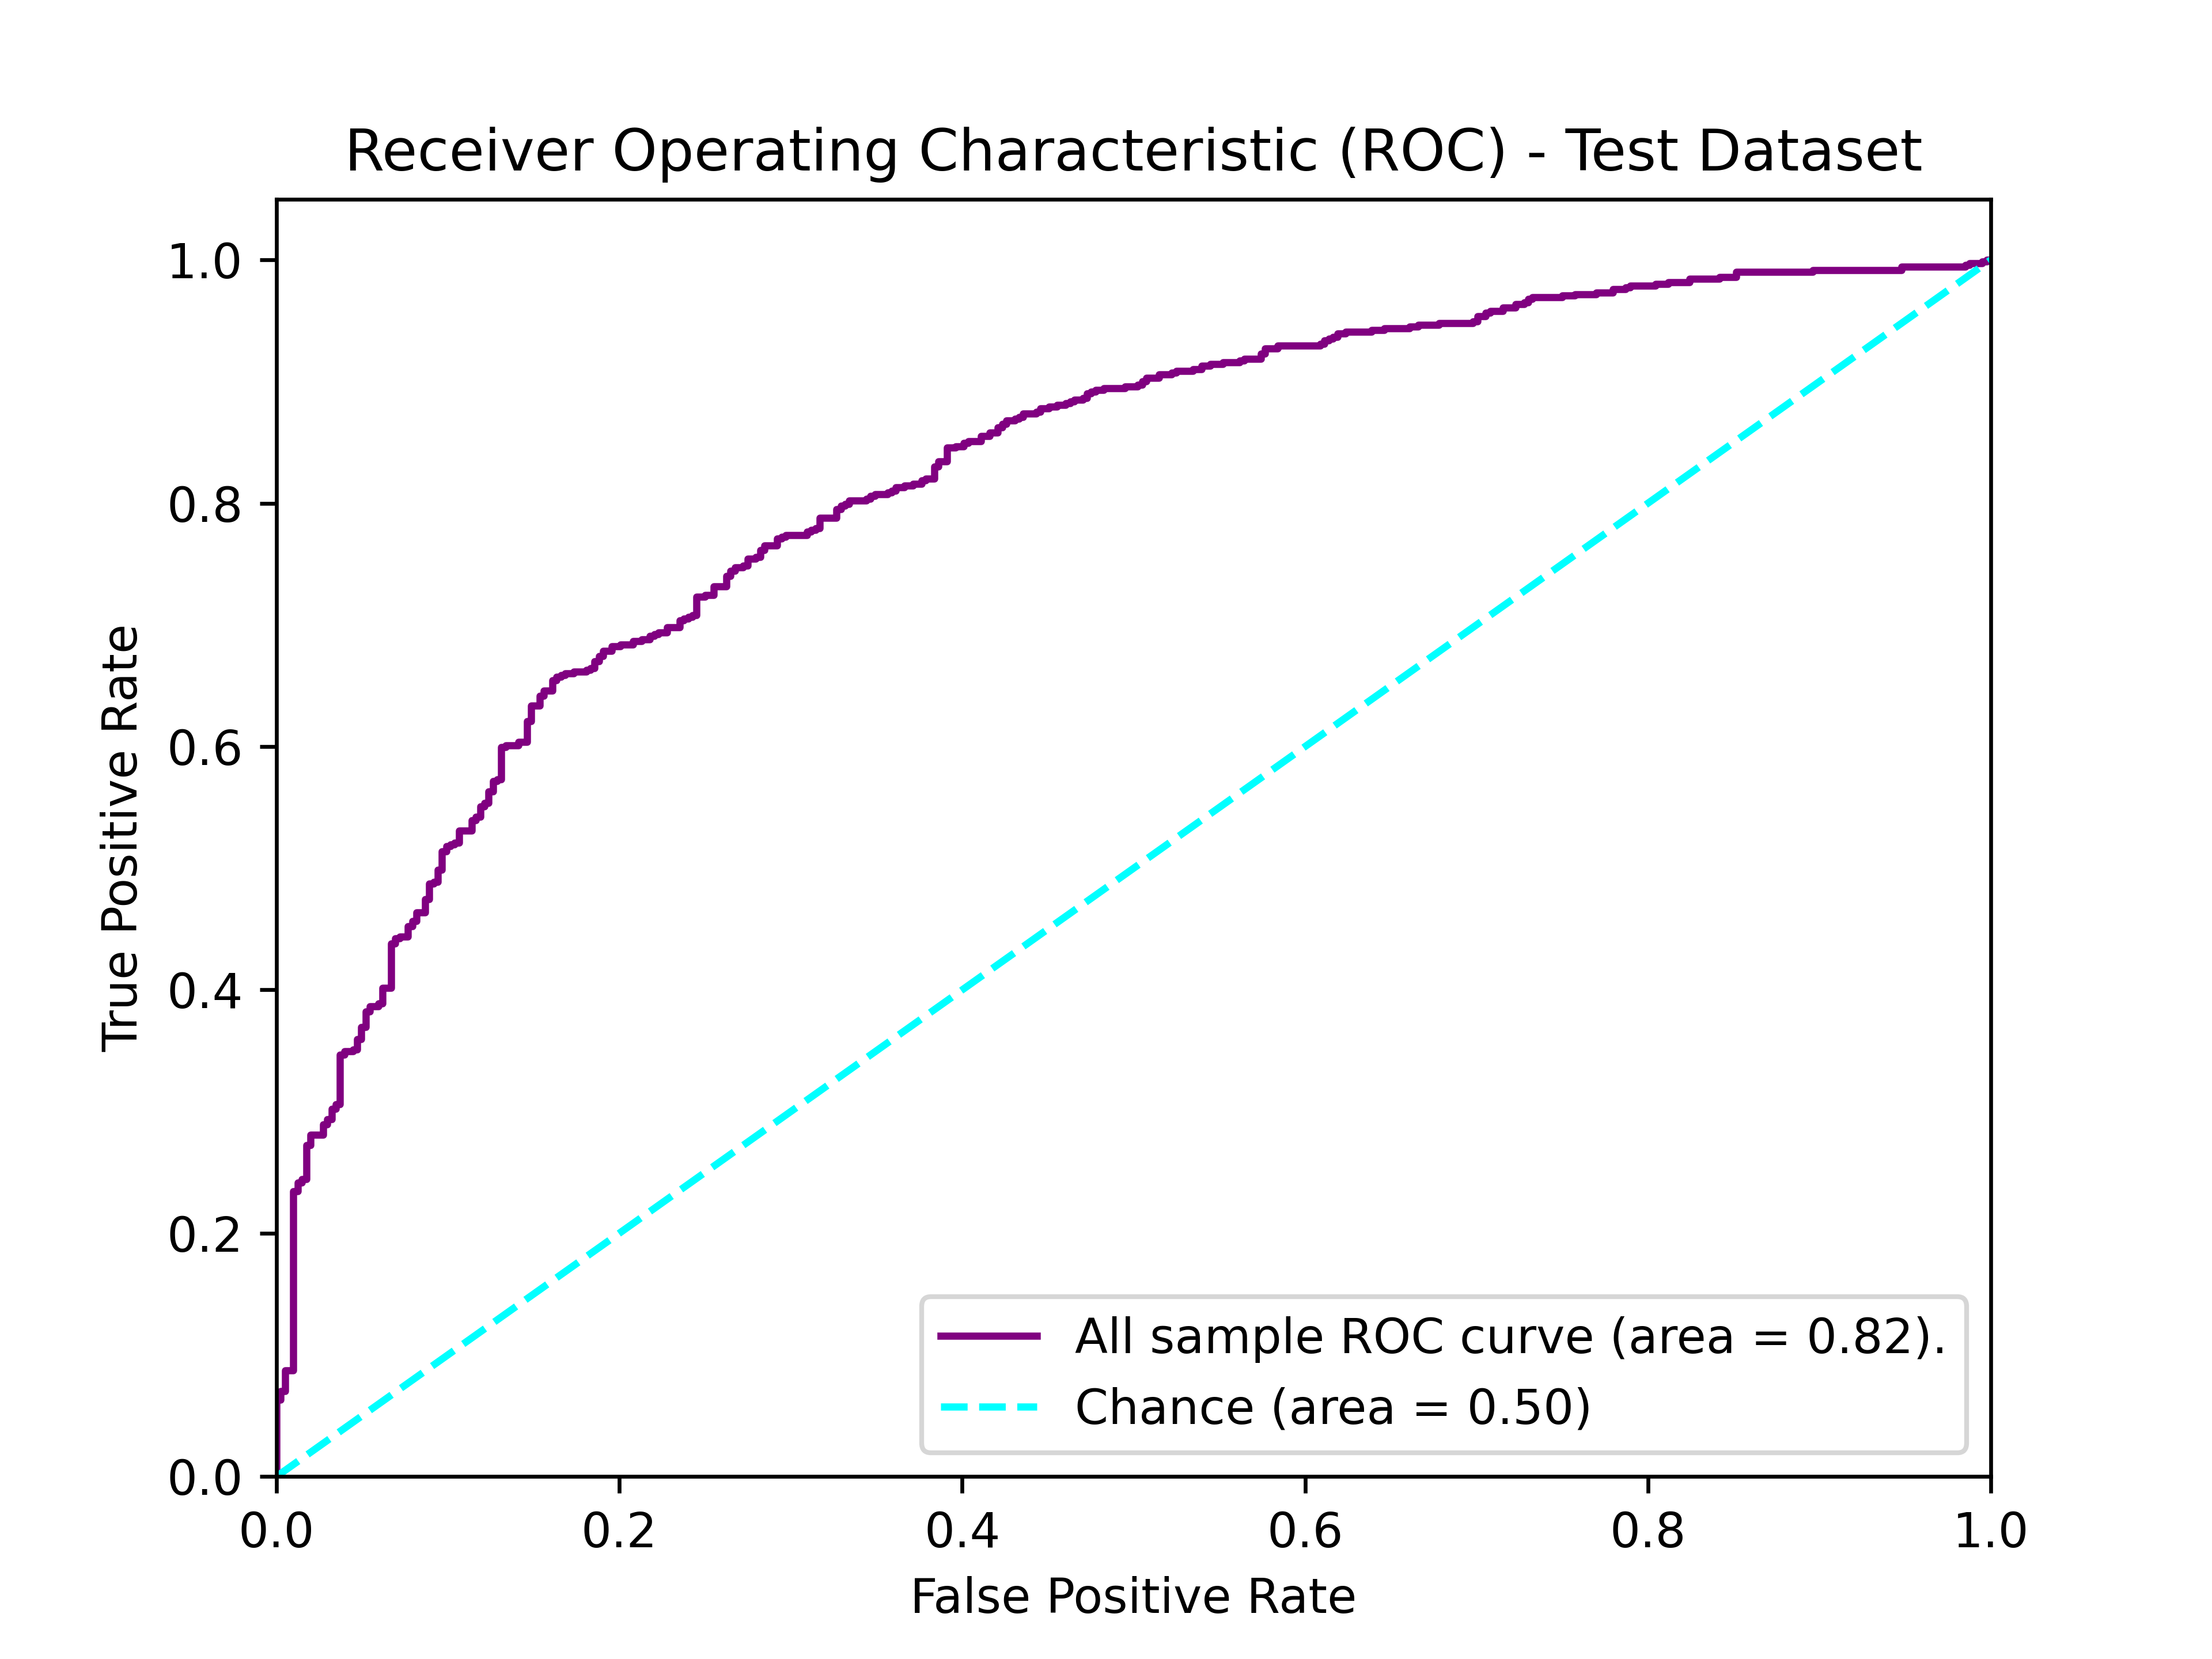 Receiver Operating Characteristic (ROC) - Test Dataset
1.0
0.8
0.6
0.4
0.2
0.0
True Positive Rate
All sample ROC curve (area = 0.82).
Chance (area = 0.50)
0.0 0.2 0.4 0.6 0.8 1.0
False Positive Rate